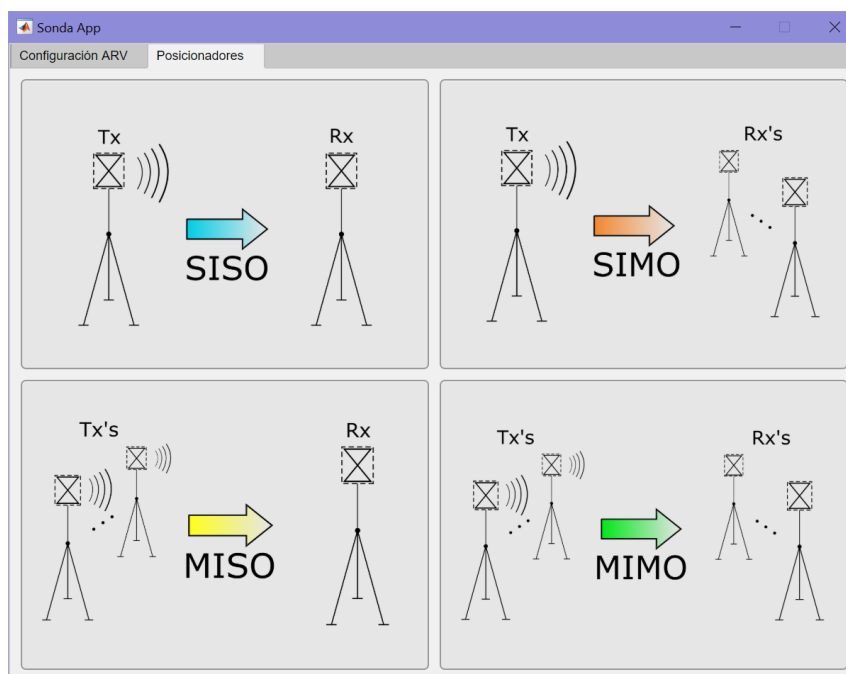 Sonda App
Configuración ARV
Posicionadores
Tx
Rx
SISO
Tx
Rx's
SIMO
Tx's
Rx
MISO
Tx's
Rx's
MIMO